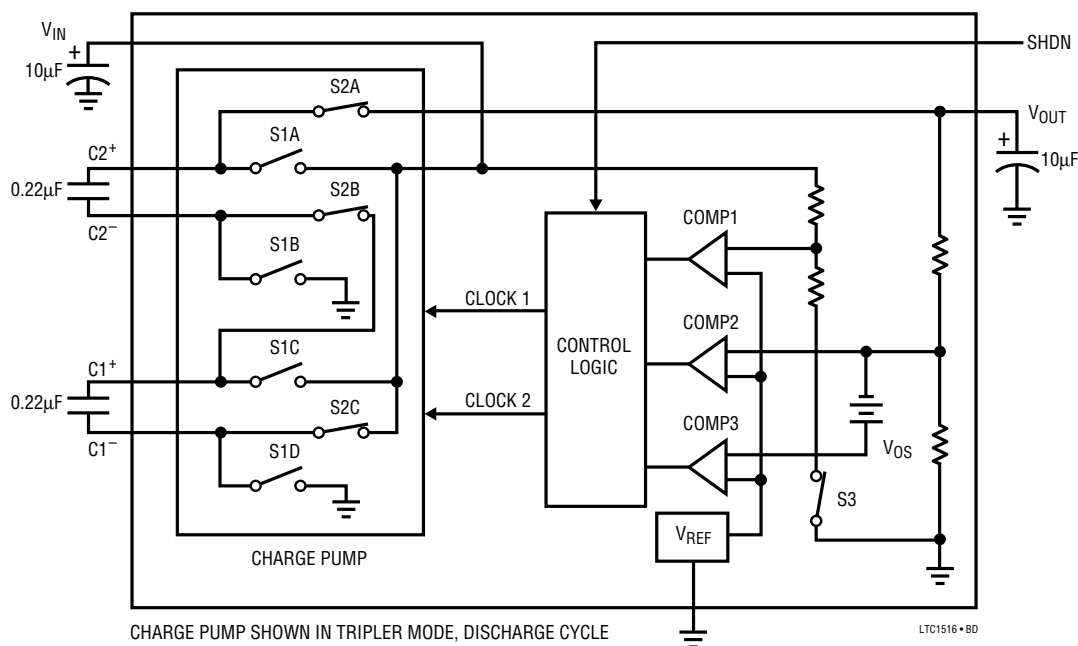 V_IN
+
10μF
S2A
S1A
C2+
0.22μF
C2–
S2B
S1B
C1+
0.22μF
C1–
S1C
S2C
S1D
CHARGE PUMP
CLOCK 1
CLOCK 2
CONTROL
LOGIC
COMP1
COMP2
COMP3
V_REF
V_OS
S3
SHDN
V_OUT
+
10μF
CHARGE PUMP SHOWN IN TRIPLER MODE, DISCHARGE CYCLE
LTC1516 • BD